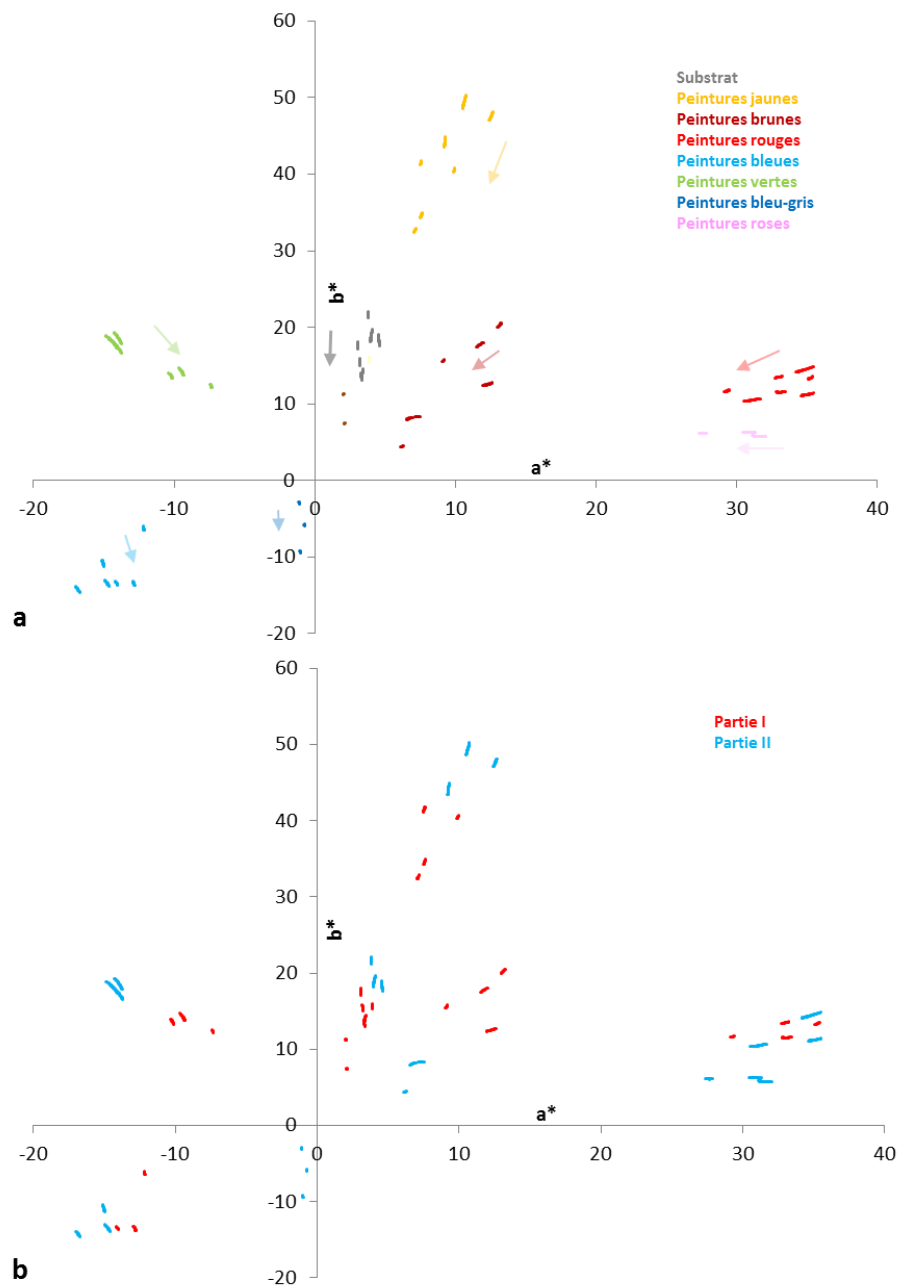 60
50
40
30
20
10
0
-10
-20
-20
-10
0
10
20
30
40
b*
a*
Substrat
Peintures jaunes
Peintures brunes
Peintures rouges
Peintures bleues
Peintures vertes
Peintures bleu-gris
Peintures roses
a
60
50
40
30
20
10
0
-10
-20
-20
-10
0
10
20
30
40
b*
a*
Partie I
Partie II
b